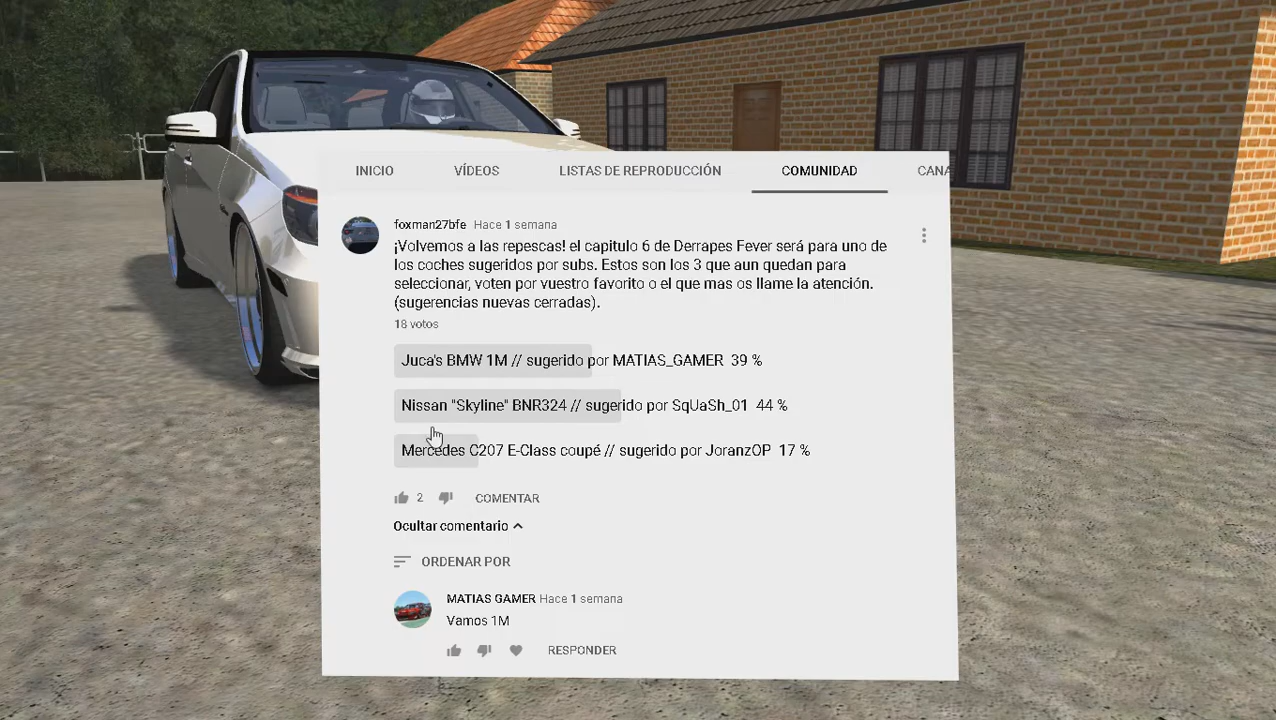 INICIO VÍDEOS LISTAS DE REPRODUCCIÓN COMUNIDAD CANA
foxman27bfe Hace 1 semana
¡Volvemos a las repescas! el capitulo 6 de Derrapes Fever será para uno de
los coches sugeridos por subs. Estos son los 3 que aun quedan para
seleccionar, voten por vuestro favorito o el que mas os llame la atención.
(sugerencias nuevas cerradas).
18 votos
Juca's BMW 1M // sugerido por MATIAS_GAMER 39 %
Nissan "Skyline" BNR324 // sugerido por SqUaSh_01 44 %
Mercedes C207 E-Class coupé // sugerido por JoranzOP 17 %
2 COMENTAR
Ocultar comentario
ORDENAR POR
MATIAS GAMER Hace 1 semana
Vamos 1M
RESPONDER